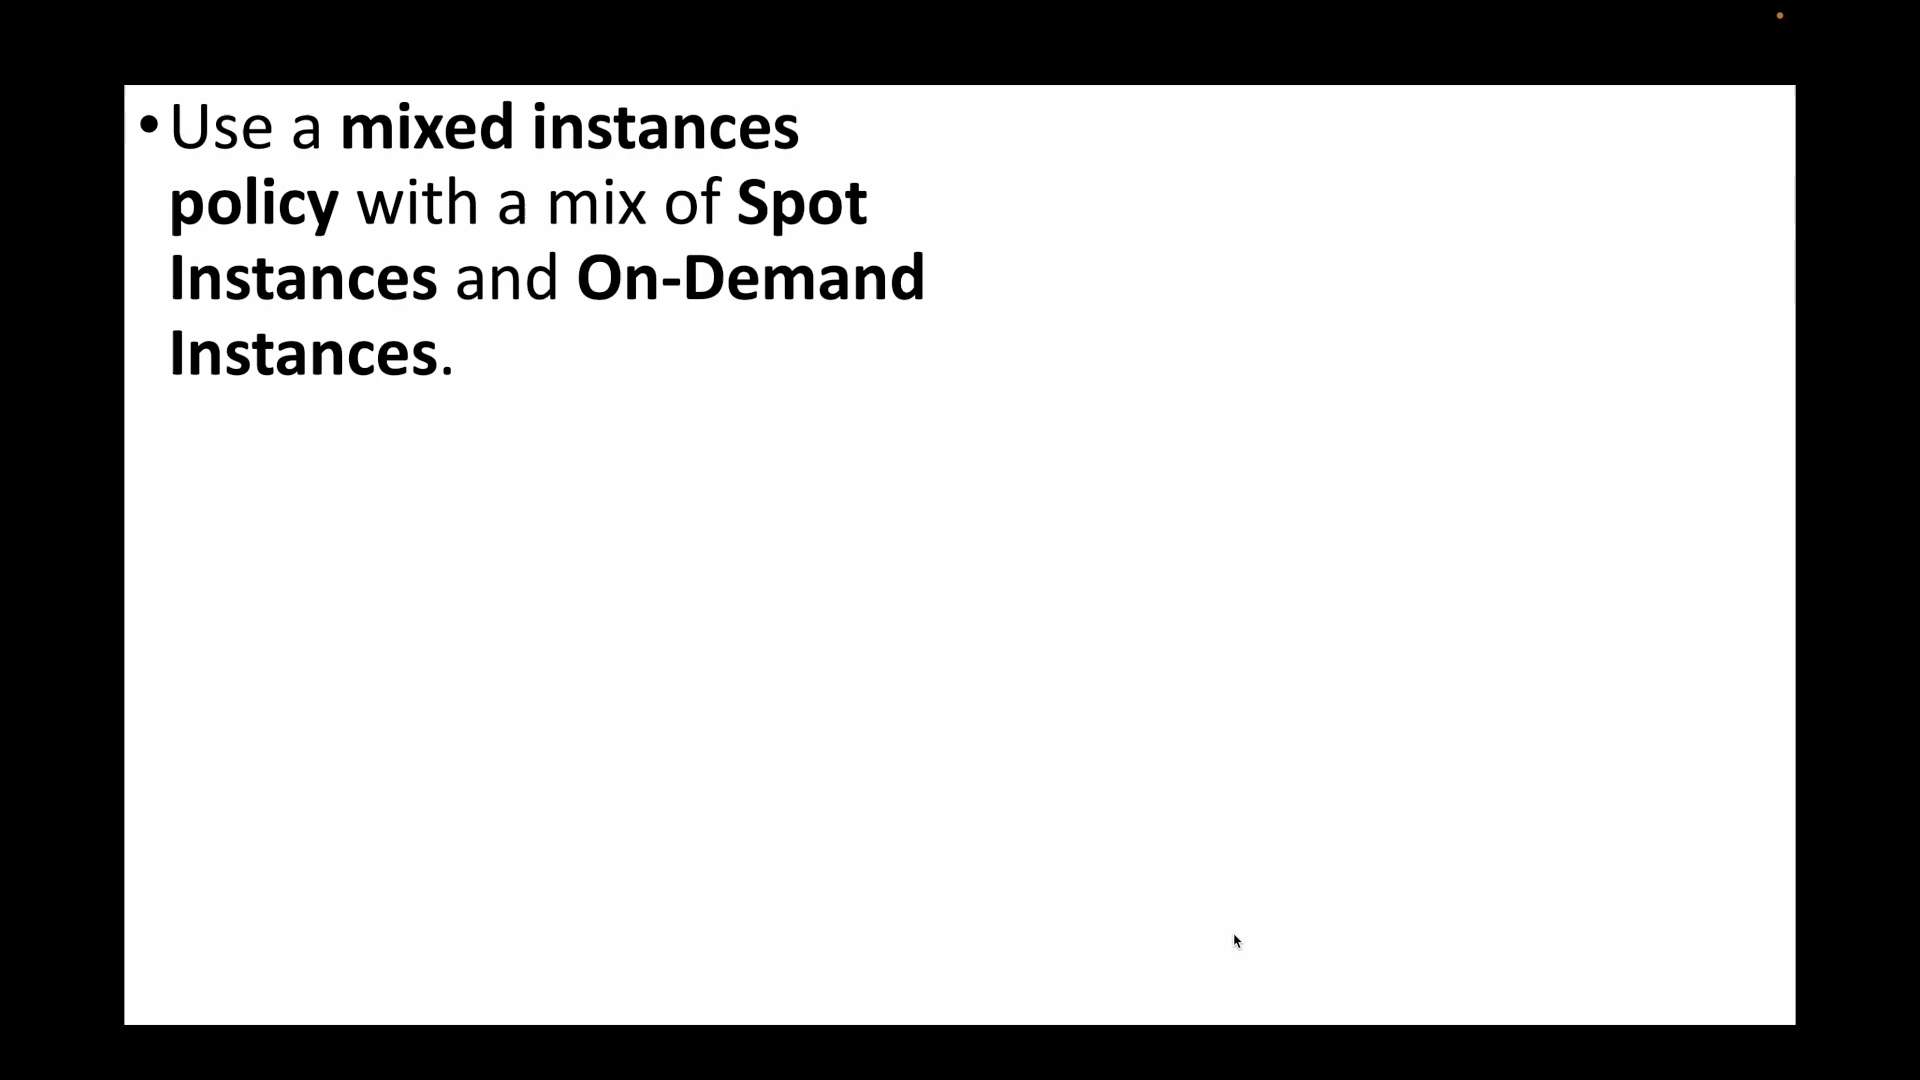 • Use a mixed instances
policy with a mix of Spot
Instances and On-Demand
Instances.